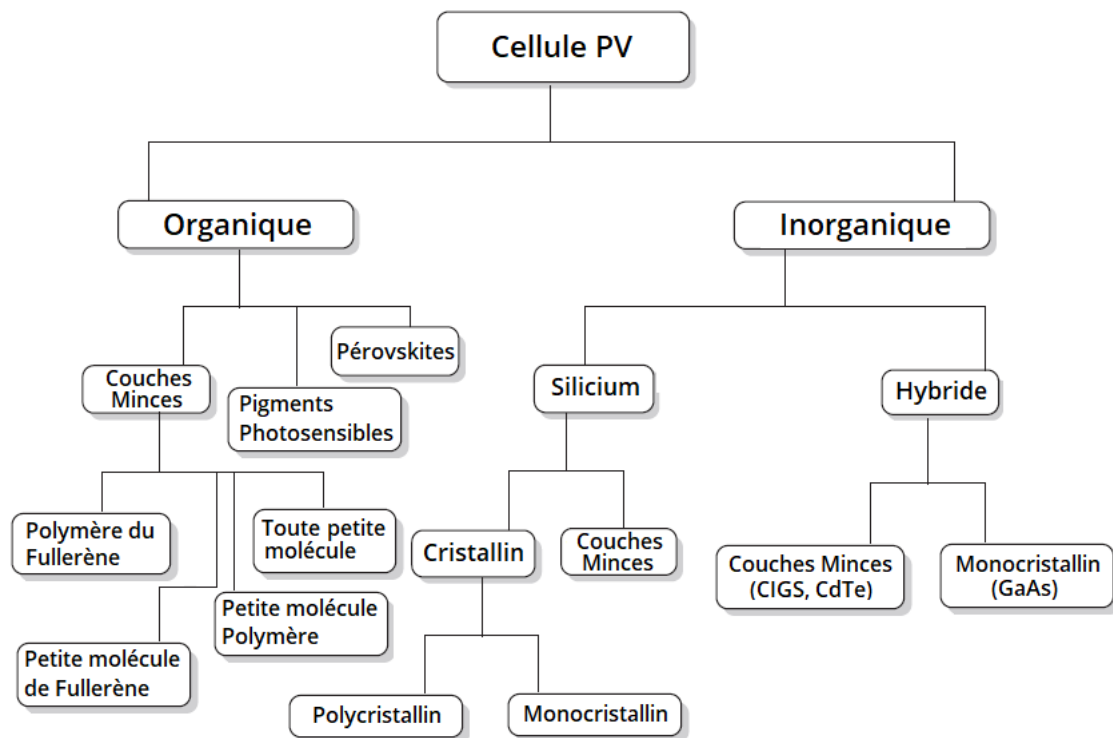 Cellule PV
Organique
Inorganique
Pérovskites
Couches
Minces
Pigments
Photosensibles
Silicium
Hybride
Polymère du
Fullerène
Toute petite
molécule
Cristallin
Couches
Minces
Couches Minces
(CIGS, CdTe)
Monocristallin
(GaAs)
Petite molécule
Polymère
Petite molécule
de Fullerène
Polycristallin
Monocristallin